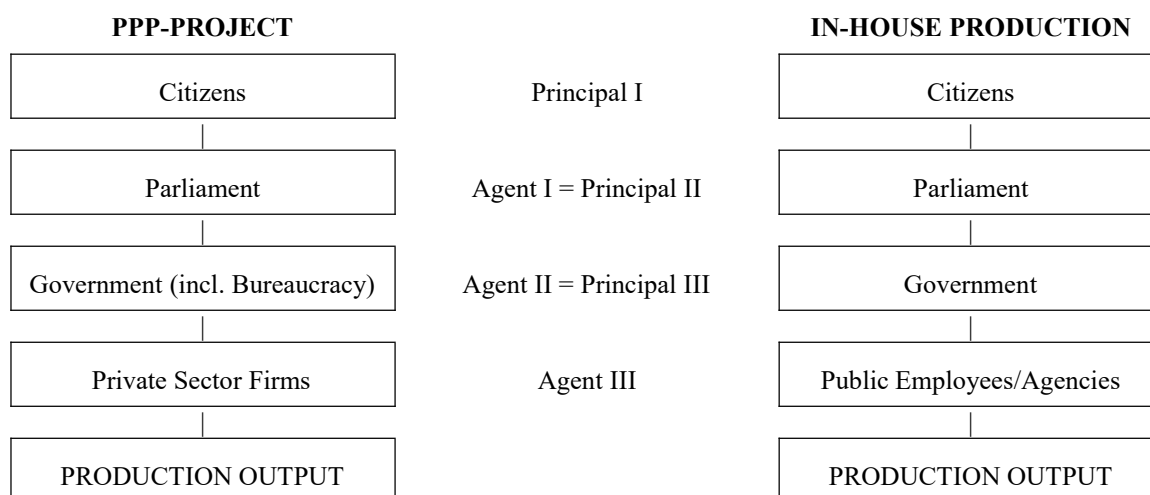 PPP-PROJECT IN-HOUSE PRODUCTION
Citizens Principal I Citizens
Parliament Agent I = Principal II Parliament
Government (incl. Bureaucracy) Agent II = Principal III Government
Private Sector Firms Agent III Public Employees/Agencies
PRODUCTION OUTPUT PRODUCTION OUTPUT